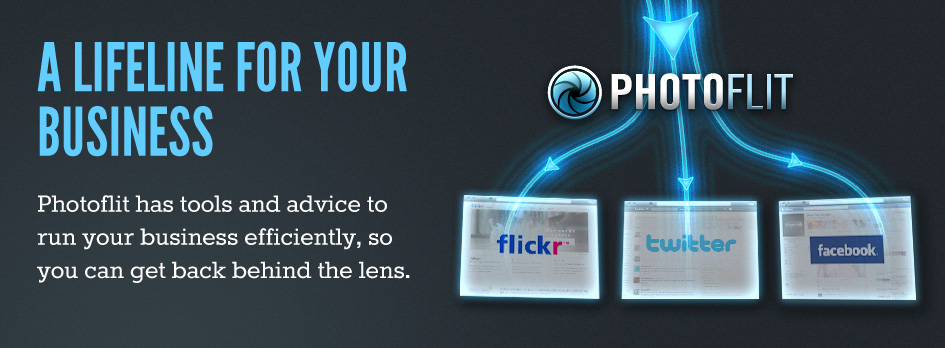 A LIFELINE FOR YOUR
BUSINESS
Photoflit has tools and advice to
run your business efficiently, so
you can get back behind the lens.
PHOTOFLIT
flickr™
twitter
facebook